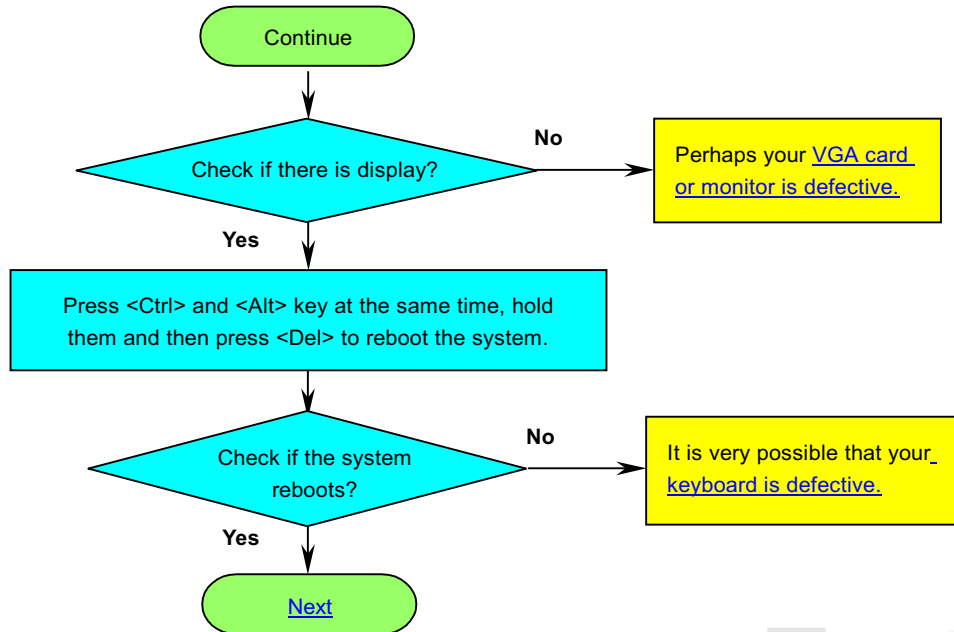 Continue
Check if there is display?
No
Perhaps your VGA card
or monitor is defective.
Yes
Press <Ctrl> and <Alt> key at the same time, hold
them and then press <Del> to reboot the system.
Check if the system
reboots?
No
It is very possible that your
keyboard is defective.
Yes
Next